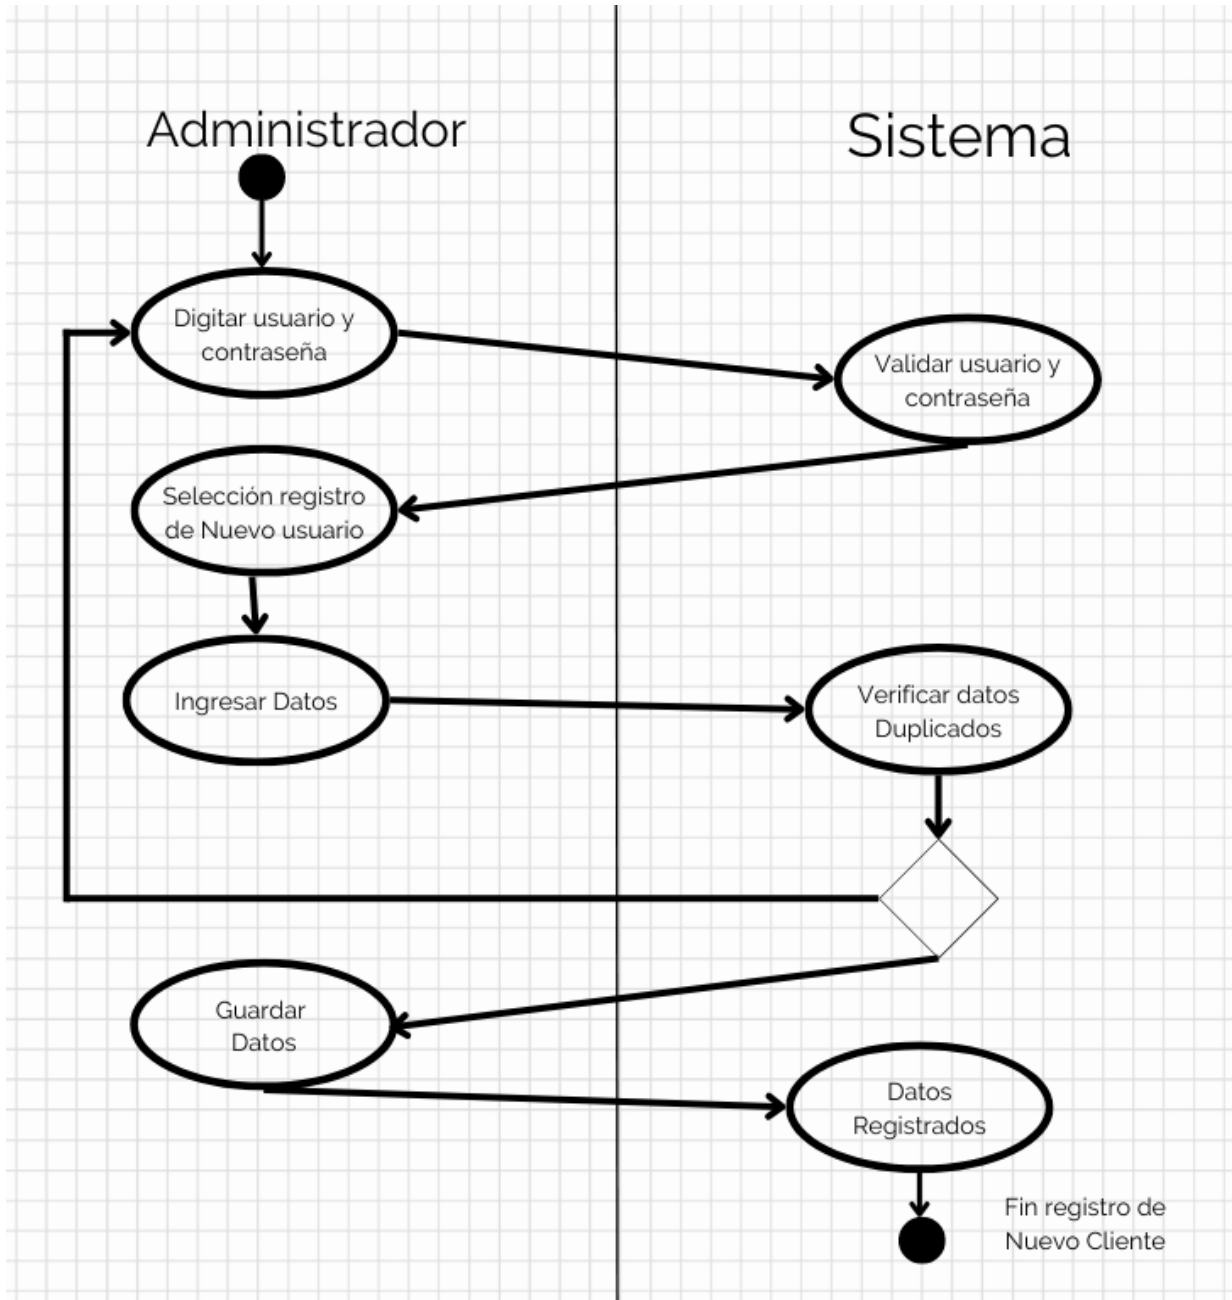 Administrador
Sistema
Digitar usuario y
contraseña
Validar usuario y
contraseña
Selección registro
de Nuevo usuario
Ingresar Datos
Verificar datos
Duplicados
Guardar
Datos
Datos
Registrados
Fin registro de
Nuevo Cliente